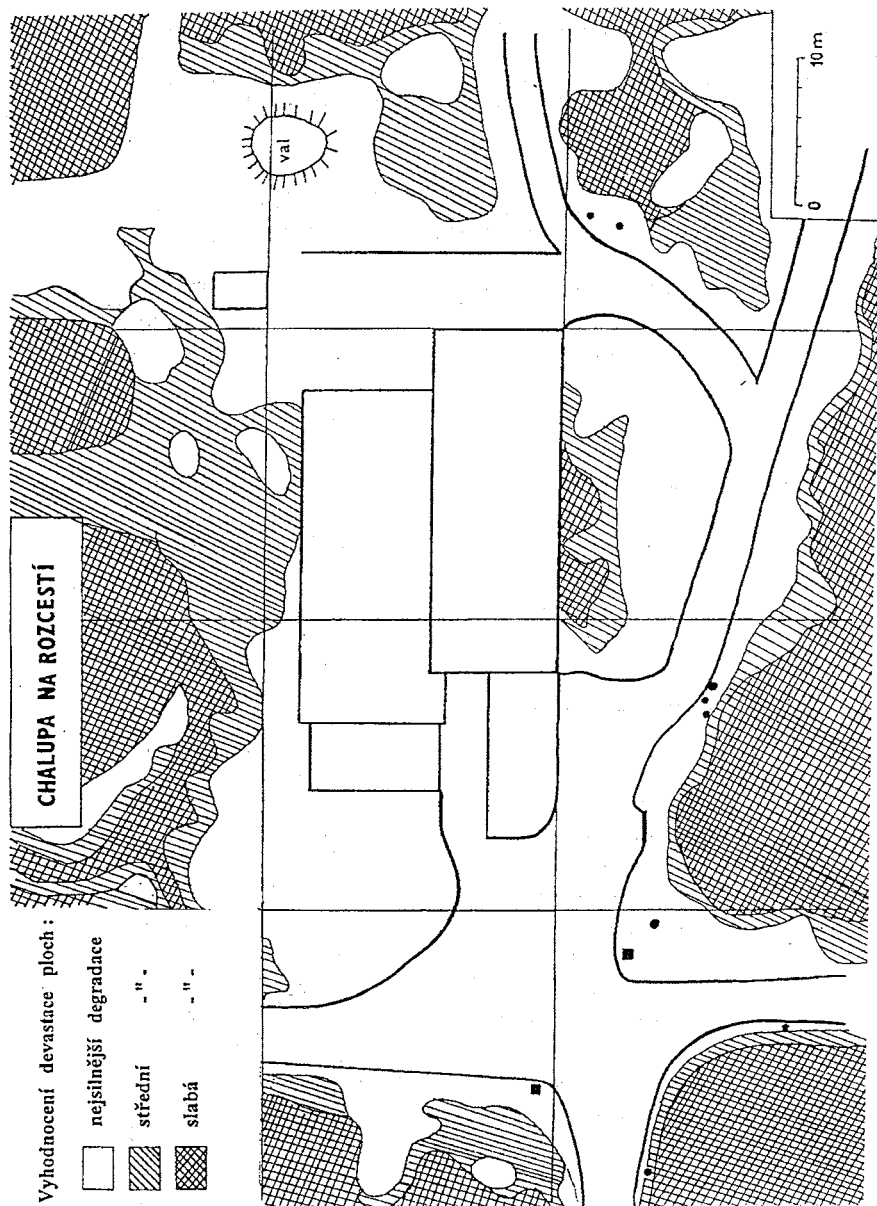 CHALUPA NA ROZCESTÍ
Vyhodnocení devastace ploch :
nejsilnější degradace
střední - " -
slabá - " -
val
0 10 m